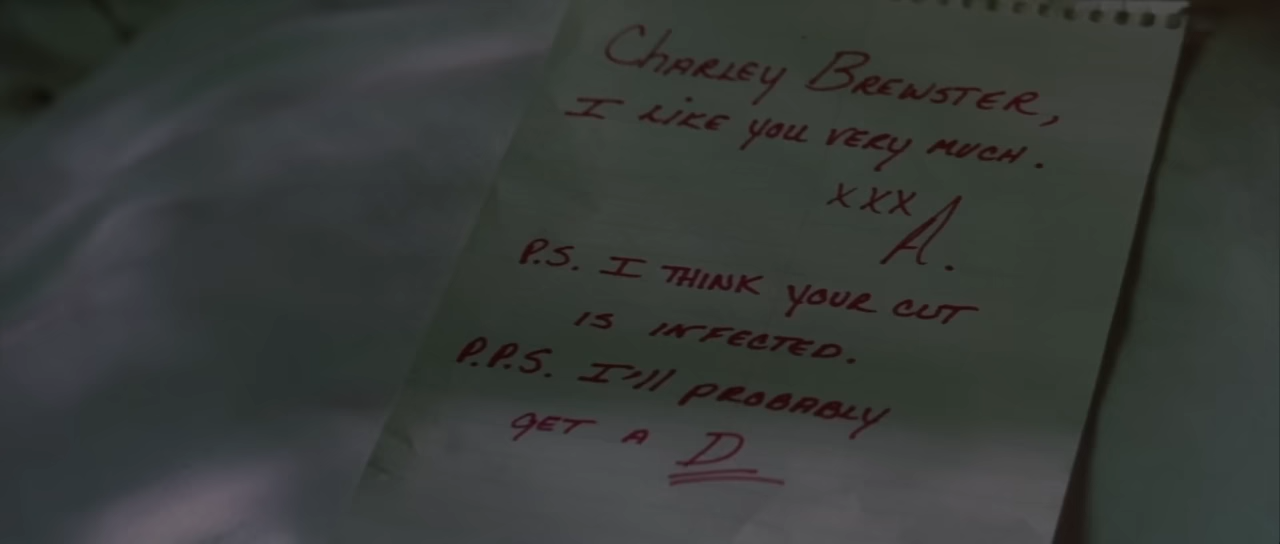 Charley Brewster,
I like you very much.
xxx A.
P.S. I think your cut
is infected.
P.P.S. I'll probably
get a D